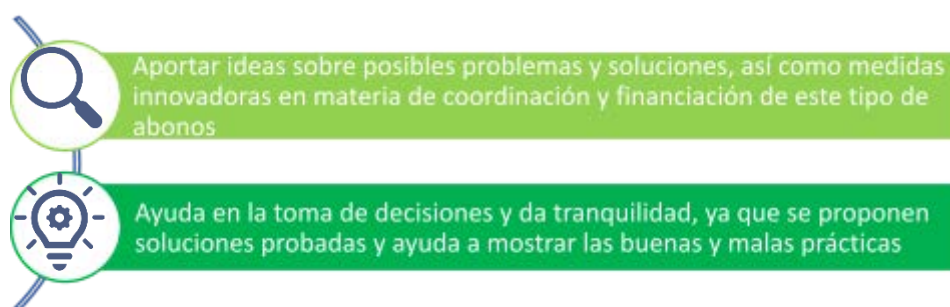 Aportar ideas sobre posibles problemas y soluciones, así como medidas
innovadoras en materia de coordinación y financiación de este tipo de
abonos
Ayuda en la toma de decisiones y da tranquilidad, ya que se proponen
soluciones probadas y ayuda a mostrar las buenas y malas prácticas